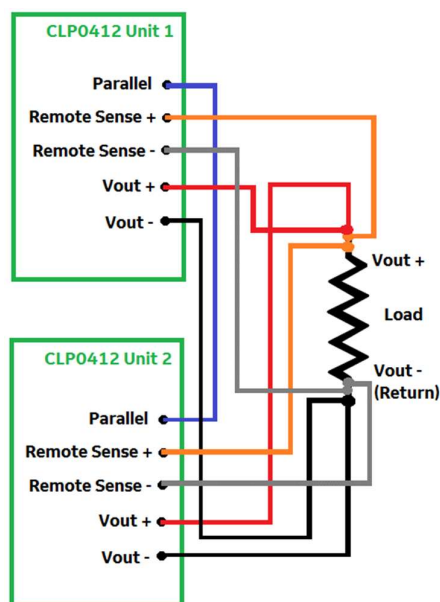 CLP0412 Unit 1
Parallel
Remote Sense +
Remote Sense -
Vout +
Vout -
Vout +
Load
Vout -
(Return)
CLP0412 Unit 2
Parallel
Remote Sense +
Remote Sense -
Vout +
Vout -